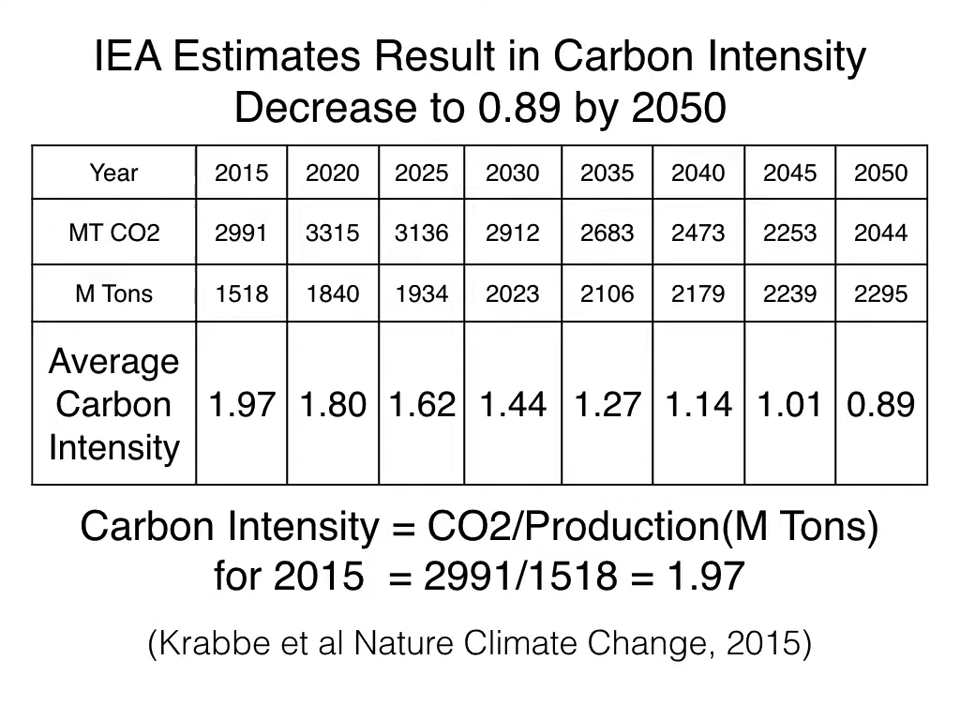 IEA Estimates Result in Carbon Intensity
Decrease to 0.89 by 2050
Year 2015 2020 2025 2030 2035 2040 2045 2050
MT CO2 2991 3315 3136 2912 2683 2473 2253 2044
M Tons 1518 1840 1934 2023 2106 2179 2239 2295
Average
Carbon 1.97 1.80 1.62 1.44 1.27 1.14 1.01 0.89
Intensity
Carbon Intensity = CO2/Production(M Tons)
for 2015 = 2991/1518 = 1.97
(Krabbe et al Nature Climate Change, 2015)